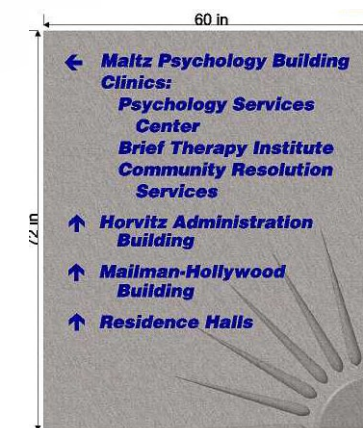 60 in
72 in
← Maltz Psychology Building
Clinics:
Psychology Services
Center
Brief Therapy Institute
Community Resolution
Services
↑ Horvitz Administration
Building
↑ Mailman-Hollywood
Building
↑ Residence Halls